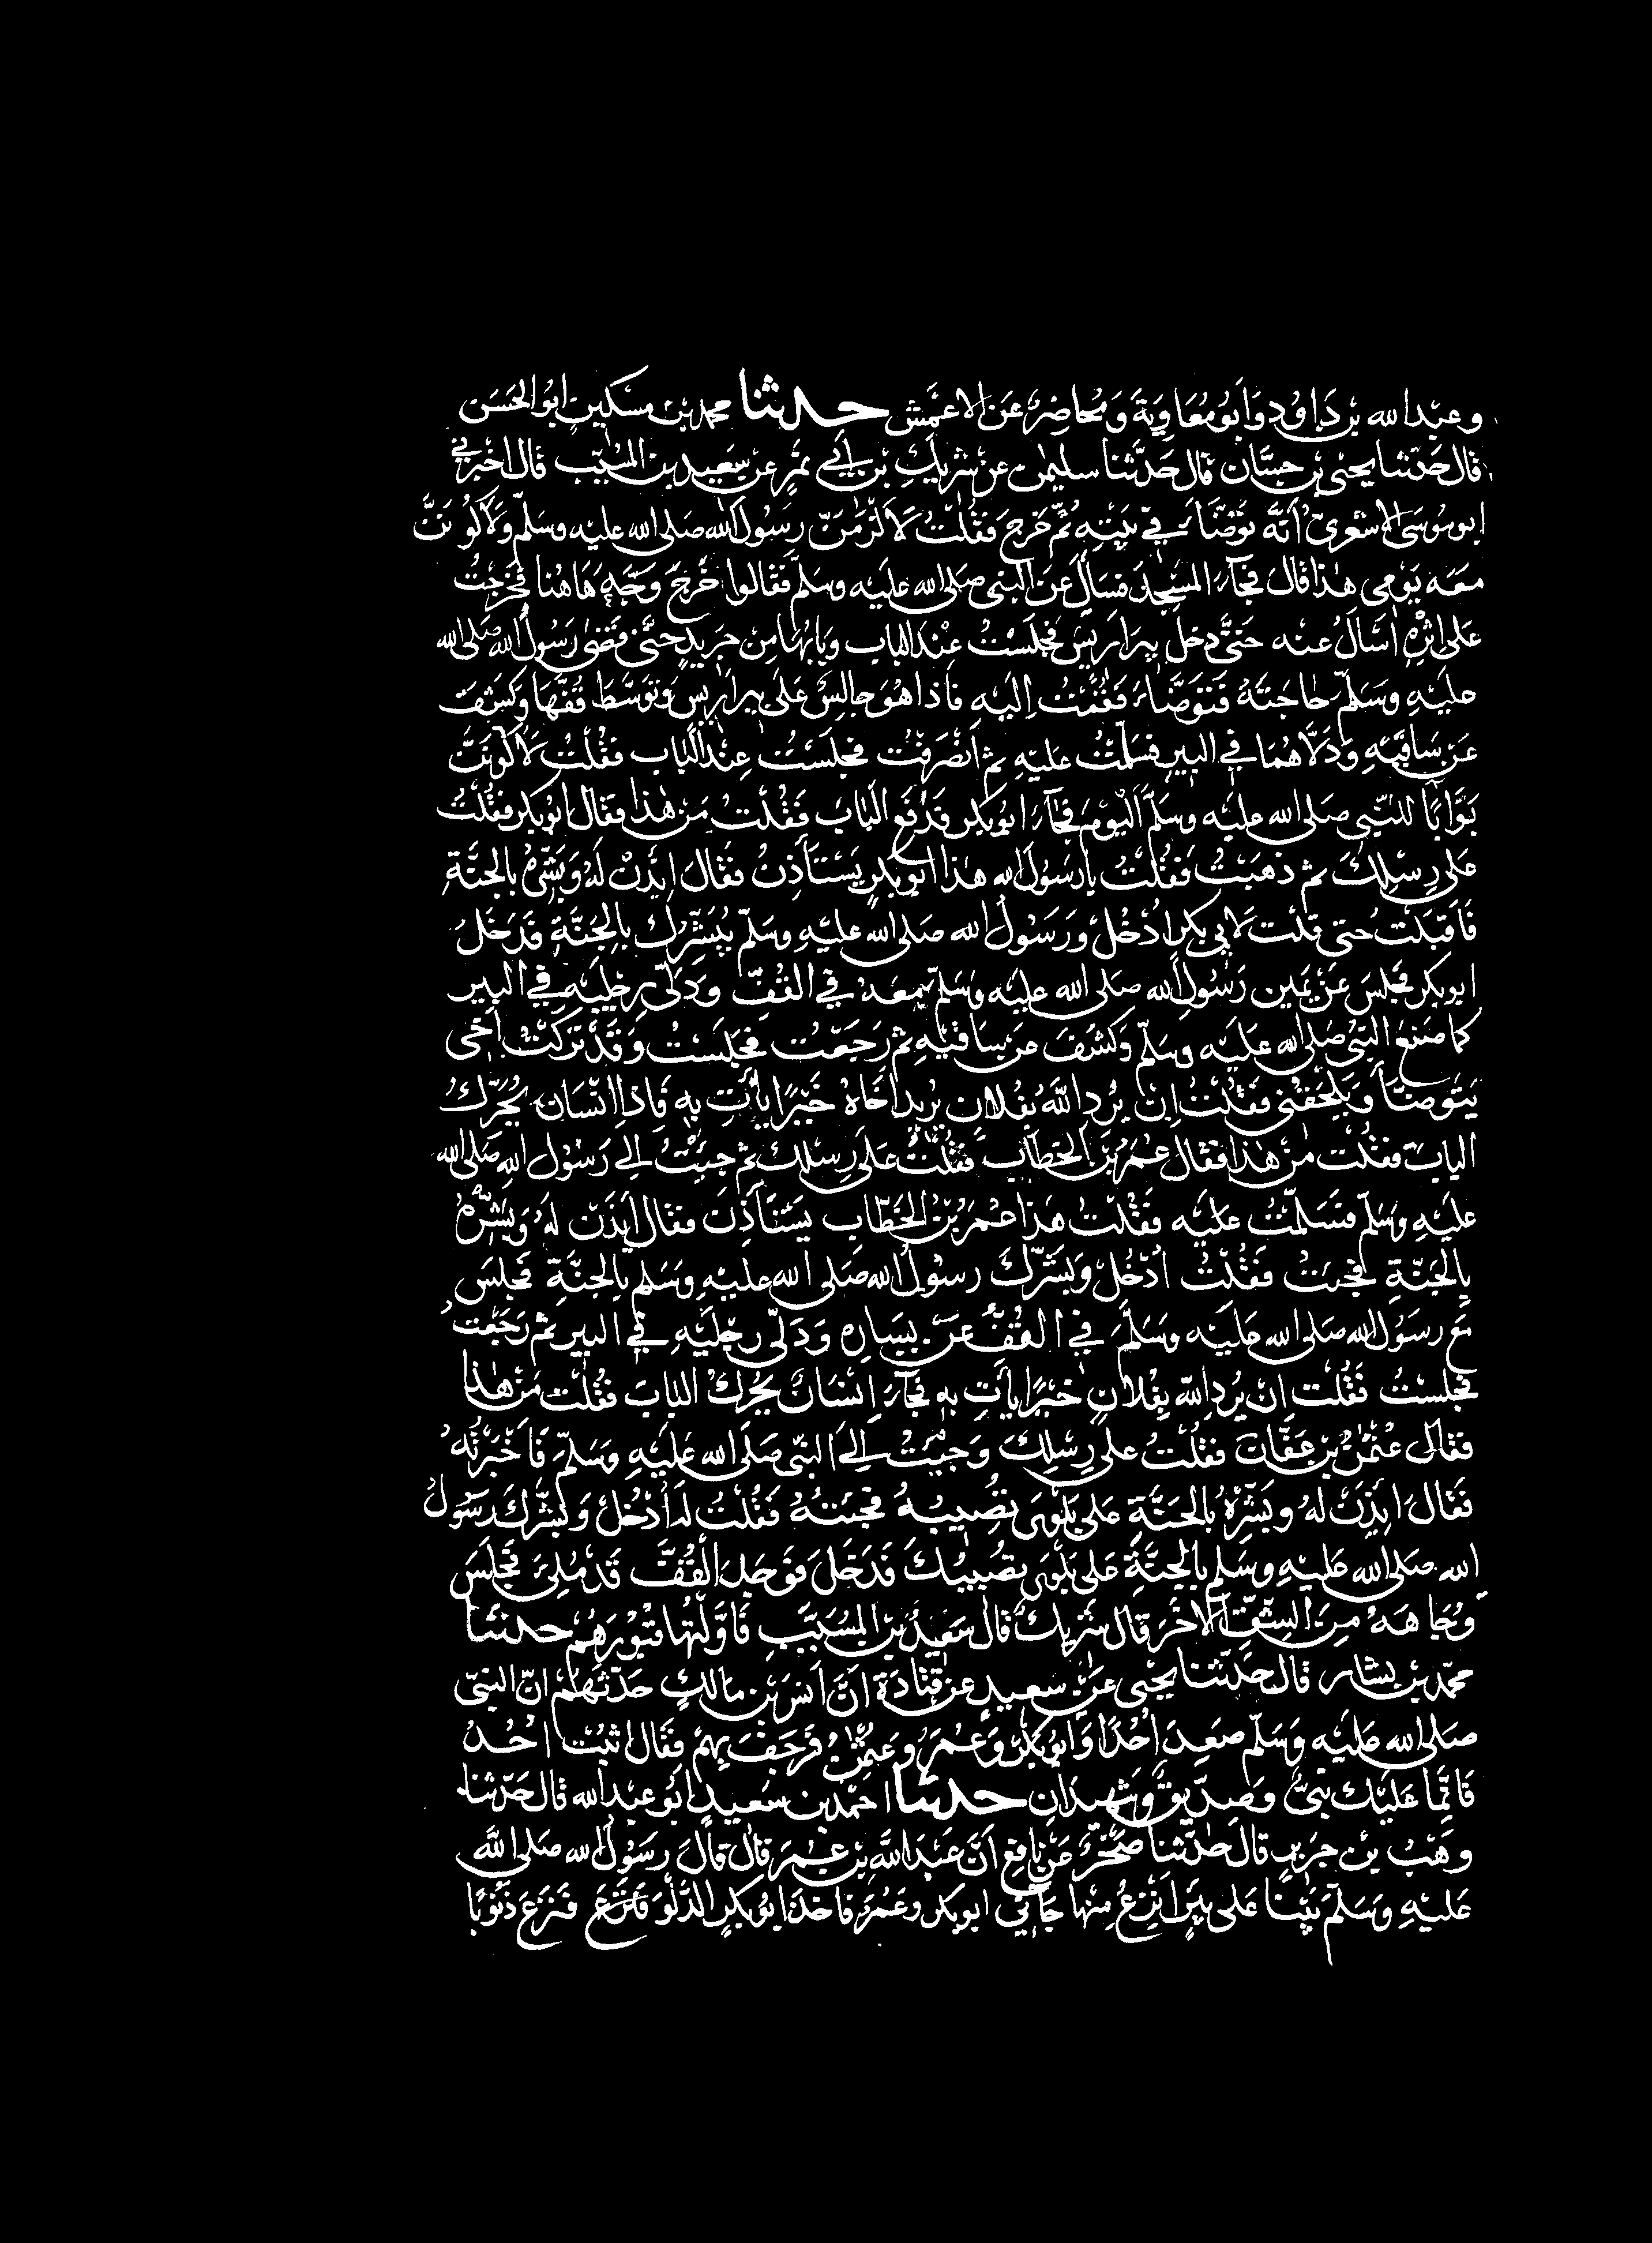 وعبد الله بن داود وأبو معاوية ومحاضر عن الاعمش حدثنا محمد بن مسكين ابو الحسن
قال حدثنا يحيى بن حسان قال حدثنا سليمن عن شريك بن أبي نمر عن سعيد بن المسيب قال اخبرني
ابو موسى الاشعري أنه توضأ في بيته ثم خرج فقلت لألزمن رسول الله صلى الله عليه وسلم ولأكونن
معه يومي هذا قال فجاء المسجد فسأل عن النبي صلى الله عليه وسلم فقالوا خرج ووجه هاهنا فخرجت
على اثره اسأل عنه حتى دخل بير اريس فجلست عند الباب وبابها من جريد حتى قضى رسول الله صلى الله
عليه وسلم حاجته فتوضأ فقمت اليه فاذا هو جالس على بير اريس وتوسط قفها وكشف
عن ساقيه ودلاهما في البير فسلمت عليه ثم انصرفت فجلست عند الباب فقلت لاكونن
بوابا للنبي صلى الله عليه وسلم اليوم فجاء ابو بكر فدفع الباب فقلت من هذا فقال ابو بكر فقلت
على رسلك ثم ذهبت فقلت يا رسول الله هذا ابو بكر يستأذن فقال ايذن له وبشره بالجنة
فأقبلت حتى قلت لابي بكر ادخل ورسول الله صلى الله عليه وسلم يبشرك بالجنة فدخل
ابو بكر فجلس عن يمين رسول الله صلى الله عليه وسلم معه في القف ودلى رجليه في البير
كما صنع النبي صلى الله عليه وسلم وكشف عن ساقيه ثم رجعت فجلست وقد تركت اخي
يتوضأ ويلحقني فقلت ان يرد الله بفلان يريد اخاه خيرا يأت به فاذا انسان يحرك
الباب فقلت من هذا فقال عمر بن الخطاب فقلت على رسلك ثم جيت الى رسول الله صلى الله
عليه وسلم فسلمت عليه فقلت هذا عمر بن الخطاب يستأذن فقال ايذن له وبشره
بالجنة فجيت فقلت ادخل وبشرك رسول الله صلى الله عليه وسلم بالجنة فجلس
مع رسول الله صلى الله عليه وسلم في القف عن يساره ودلى رجليه في البير ثم رجعت
فجلست فقلت ان يرد الله بفلان خيرا يأت به فجاء انسان يحرك الباب فقلت من هذا
فقال عثمن بن عفان فقلت على رسلك وجيت الى النبي صلى الله عليه وسلم فأخبرته
فقال ايذن له وبشره بالجنة على بلوى تصيبه فجيته فقلت له ادخل وبشرك رسول
الله صلى الله عليه وسلم بالجنة على بلوى تصيبك فدخل فوجد القف قد ملئ فجلس
وجاهه من الشق الآخر قال شريك قال سعيد بن المسيب فأولتها قبورهم حدثنا
محمد بن بشار قال حدثنا يحيى عن سعيد عن قتادة ان انس بن مالك حدثهم ان النبي
صلى الله عليه وسلم صعد احدا وابو بكر وعمر وعثمن فرجف بهم فقال اثبت احد
فانما عليك نبي وصديق وشهيدان حدثنا احمد بن سعيد ابو عبد الله قال حدثنا
وهب بن جرير قال حدثنا صخر عن نافع ان عبد الله بن عمر قال قال رسول الله صلى الله
عليه وسلم بينا على بير انزع منها جاءني ابو بكر وعمر فاخذ ابو بكر الدلو فنزع ذنوبا